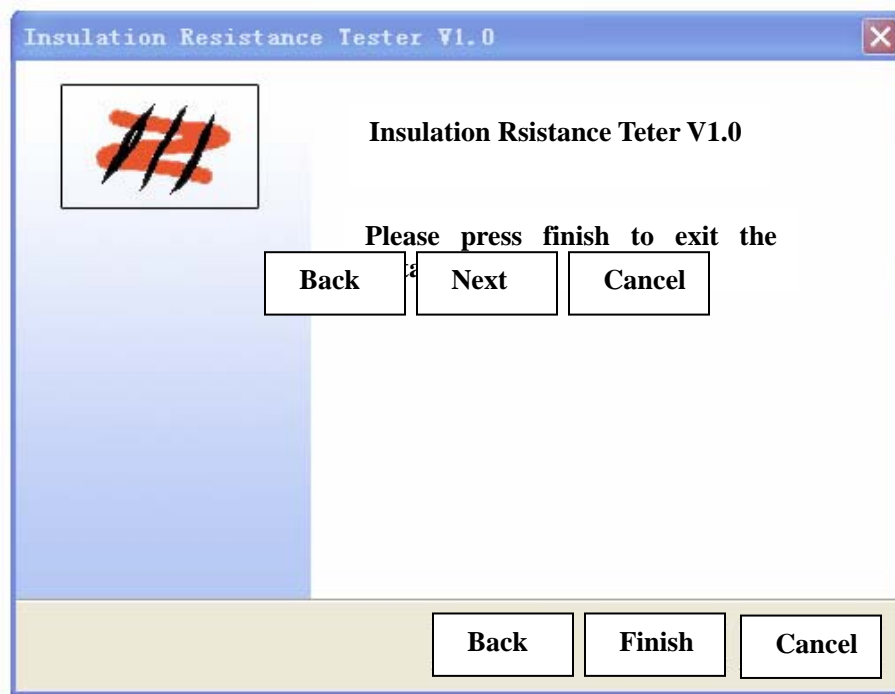 Insulation Resistance Tester V1.0
Insulation Rsistance Teter V1.0
Please press finish to exit the
Back Next Cancel
Back Finish Cancel